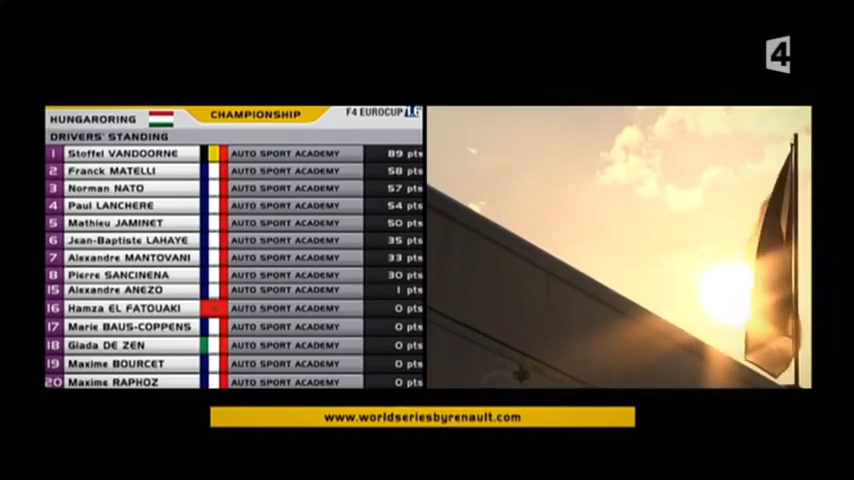 4
HUNGARORING CHAMPIONSHIP F4 EUROCUP 1.6
DRIVERS' STANDING
1 Stoffel VANDOORNE AUTO SPORT ACADEMY 89 pts
2 Franck MATELLI AUTO SPORT ACADEMY 58 pts
3 Norman NATO AUTO SPORT ACADEMY 57 pts
4 Paul LANCHERE AUTO SPORT ACADEMY 54 pts
5 Mathieu JAMINET AUTO SPORT ACADEMY 50 pts
6 Jean-Baptiste LAHAYE AUTO SPORT ACADEMY 35 pts
7 Alexandre MANTOVANI AUTO SPORT ACADEMY 33 pts
8 Pierre SANCINENA AUTO SPORT ACADEMY 30 pts
15 Alexandre ANEZO AUTO SPORT ACADEMY 1 pts
16 Hamza EL FATOUAKI AUTO SPORT ACADEMY 0 pts
17 Marie BAUS-COPPENS AUTO SPORT ACADEMY 0 pts
18 Giada DE ZEN AUTO SPORT ACADEMY 0 pts
19 Maxime BOURCET AUTO SPORT ACADEMY 0 pts
20 Maxime RAPHOZ AUTO SPORT ACADEMY 0 pts
www.worldseriesbyrenault.com